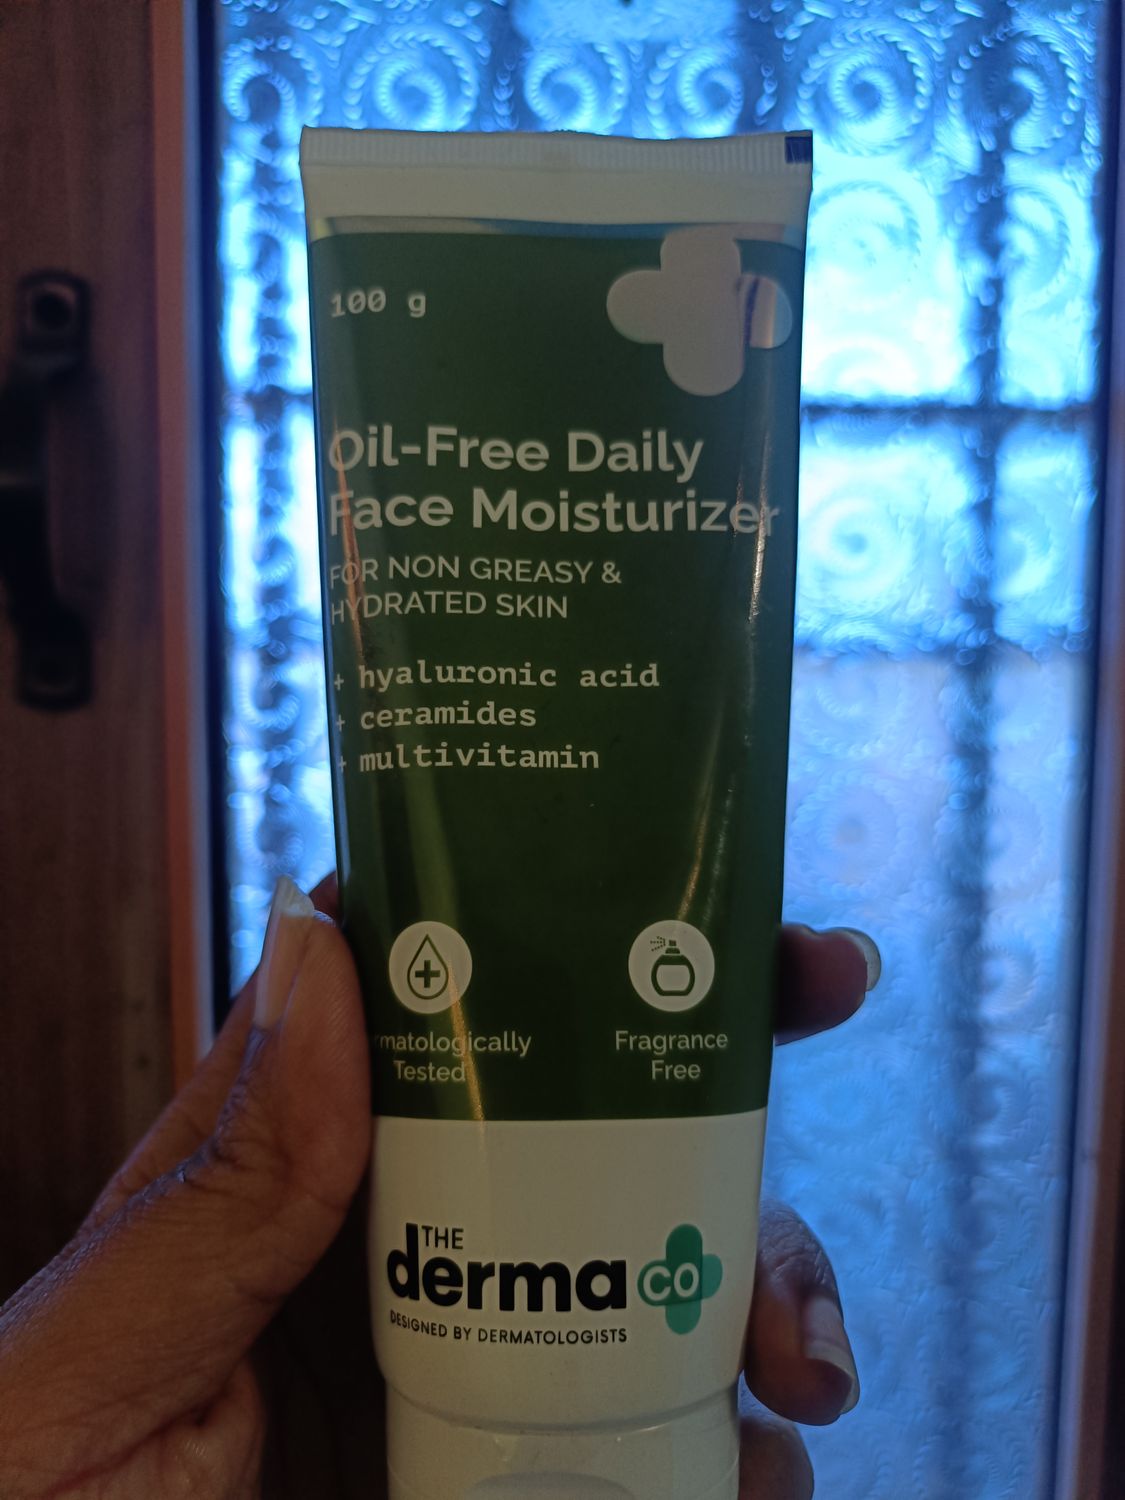 100 g
Oil-Free Daily
Face Moisturizer
FOR NON GREASY &
HYDRATED SKIN
+ hyaluronic acid
+ ceramides
+ multivitamin
rmatologically
Tested
Fragrance
Free
THE
derma co
DESIGNED BY DERMATOLOGISTS